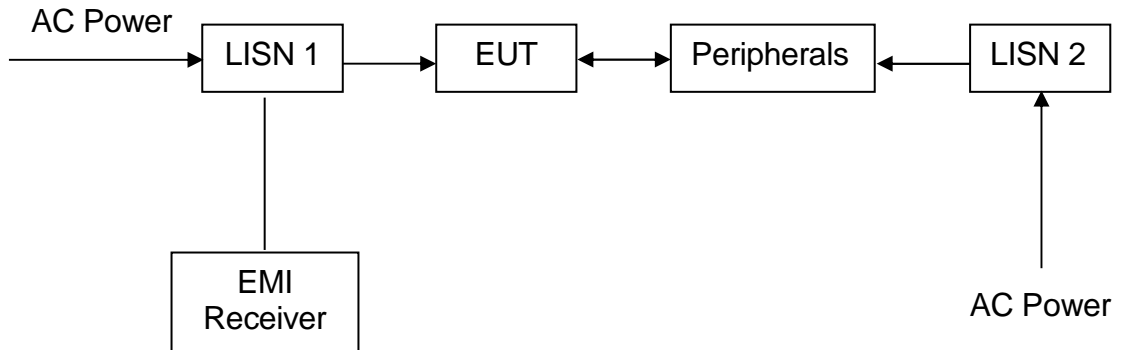 AC Power
LISN 1
EUT
Peripherals
LISN 2
EMI
Receiver
AC Power